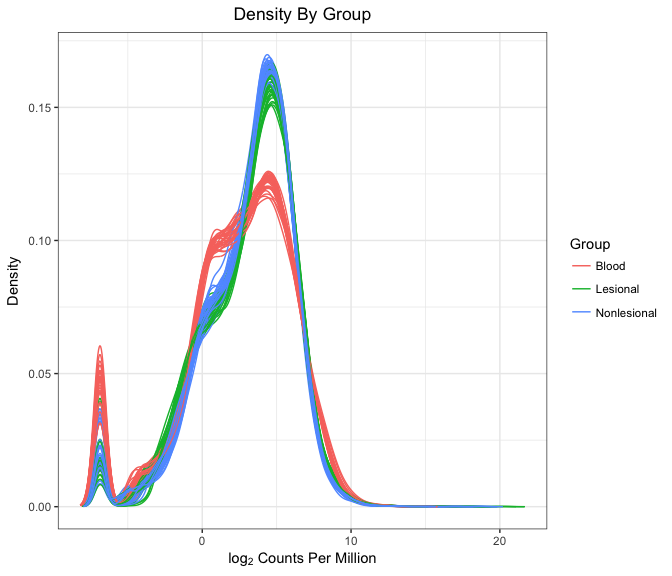 Density By Group
0.15
0.10
0.05
0.00
Density
0
10
20
log₂ Counts Per Million
Group
Blood
Lesional
Nonlesional